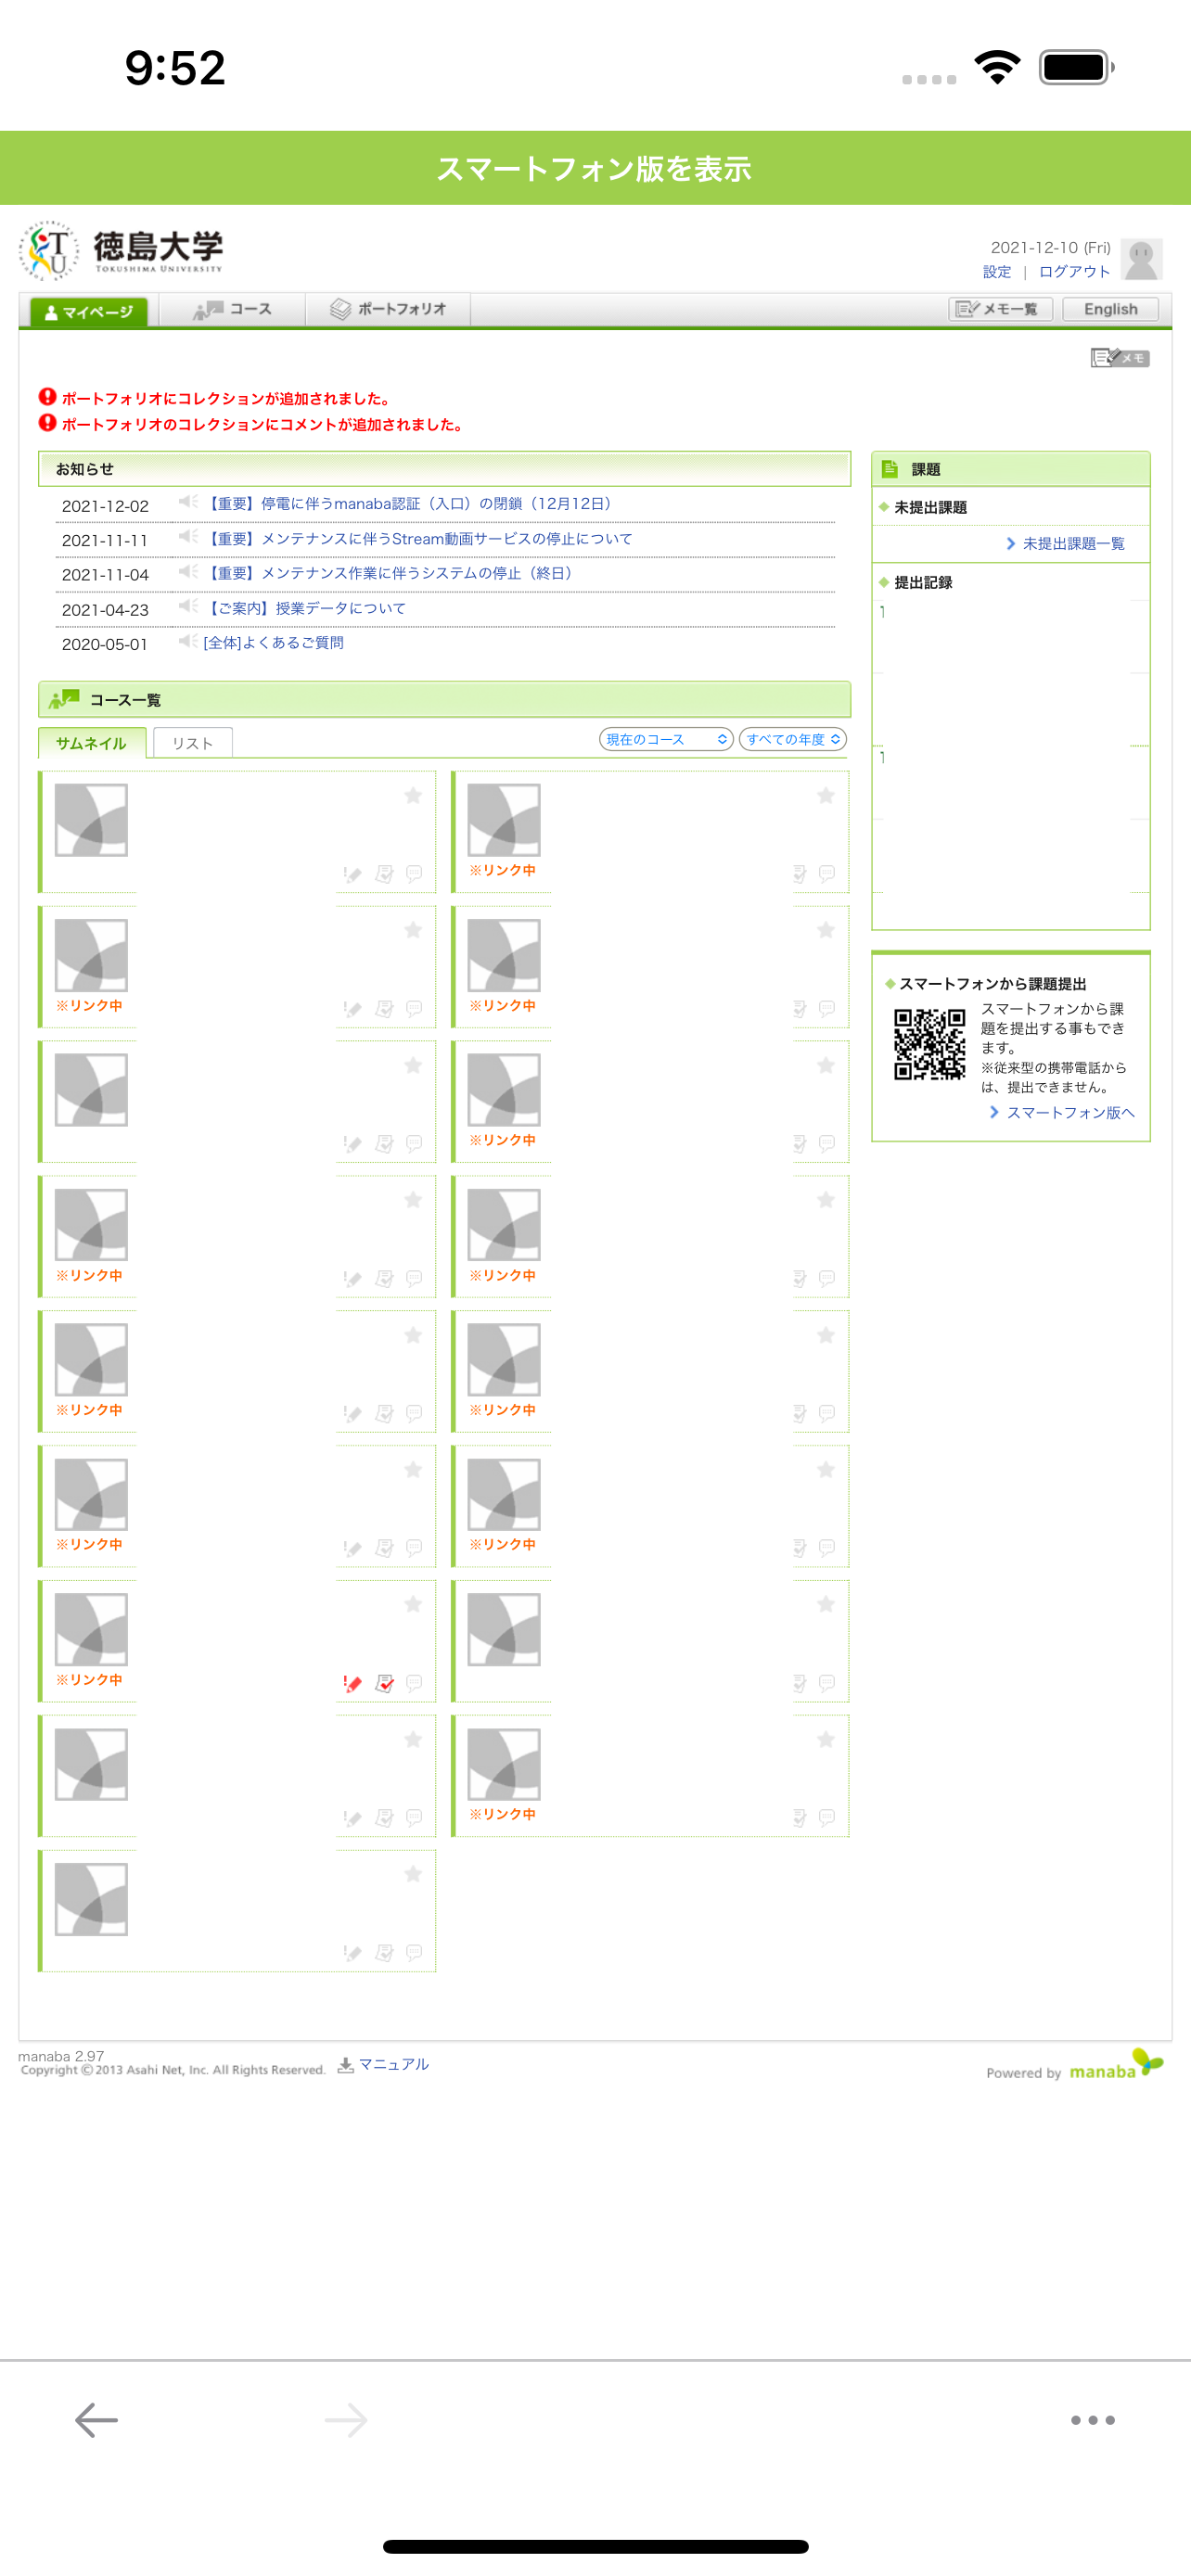 9:52
スマートフォン版を表示
徳島大学
TOKUSHIMA UNIVERSITY
2021-12-10 (Fri)
設定 | ログアウト
マイページ
コース
ポートフォリオ
メモ一覧
English
メモ
ポートフォリオにコレクションが追加されました。
ポートフォリオのコレクションにコメントが追加されました。
お知らせ
2021-12-02 【重要】停電に伴うmanaba認証（入口）の閉鎖（12月12日）
2021-11-11 【重要】メンテナンスに伴うStream動画サービスの停止について
2021-11-04 【重要】メンテナンス作業に伴うシステムの停止（終日）
2021-04-23 【ご案内】授業データについて
2020-05-01 [全体]よくあるご質問
課題
未提出課題
未提出課題一覧
提出記録
コース一覧
サムネイル
リスト
現在のコース
すべての年度
※リンク中
※リンク中
※リンク中
※リンク中
※リンク中
※リンク中
※リンク中
※リンク中
※リンク中
※リンク中
※リンク中
※リンク中
スマートフォンから課題提出
スマートフォンから課
題を提出する事もでき
ます。
※従来型の携帯電話から
は、提出できません。
スマートフォン版へ
manaba 2.97
Copyright ©2013 Asahi Net, Inc. All Rights Reserved.
マニュアル
Powered by manaba